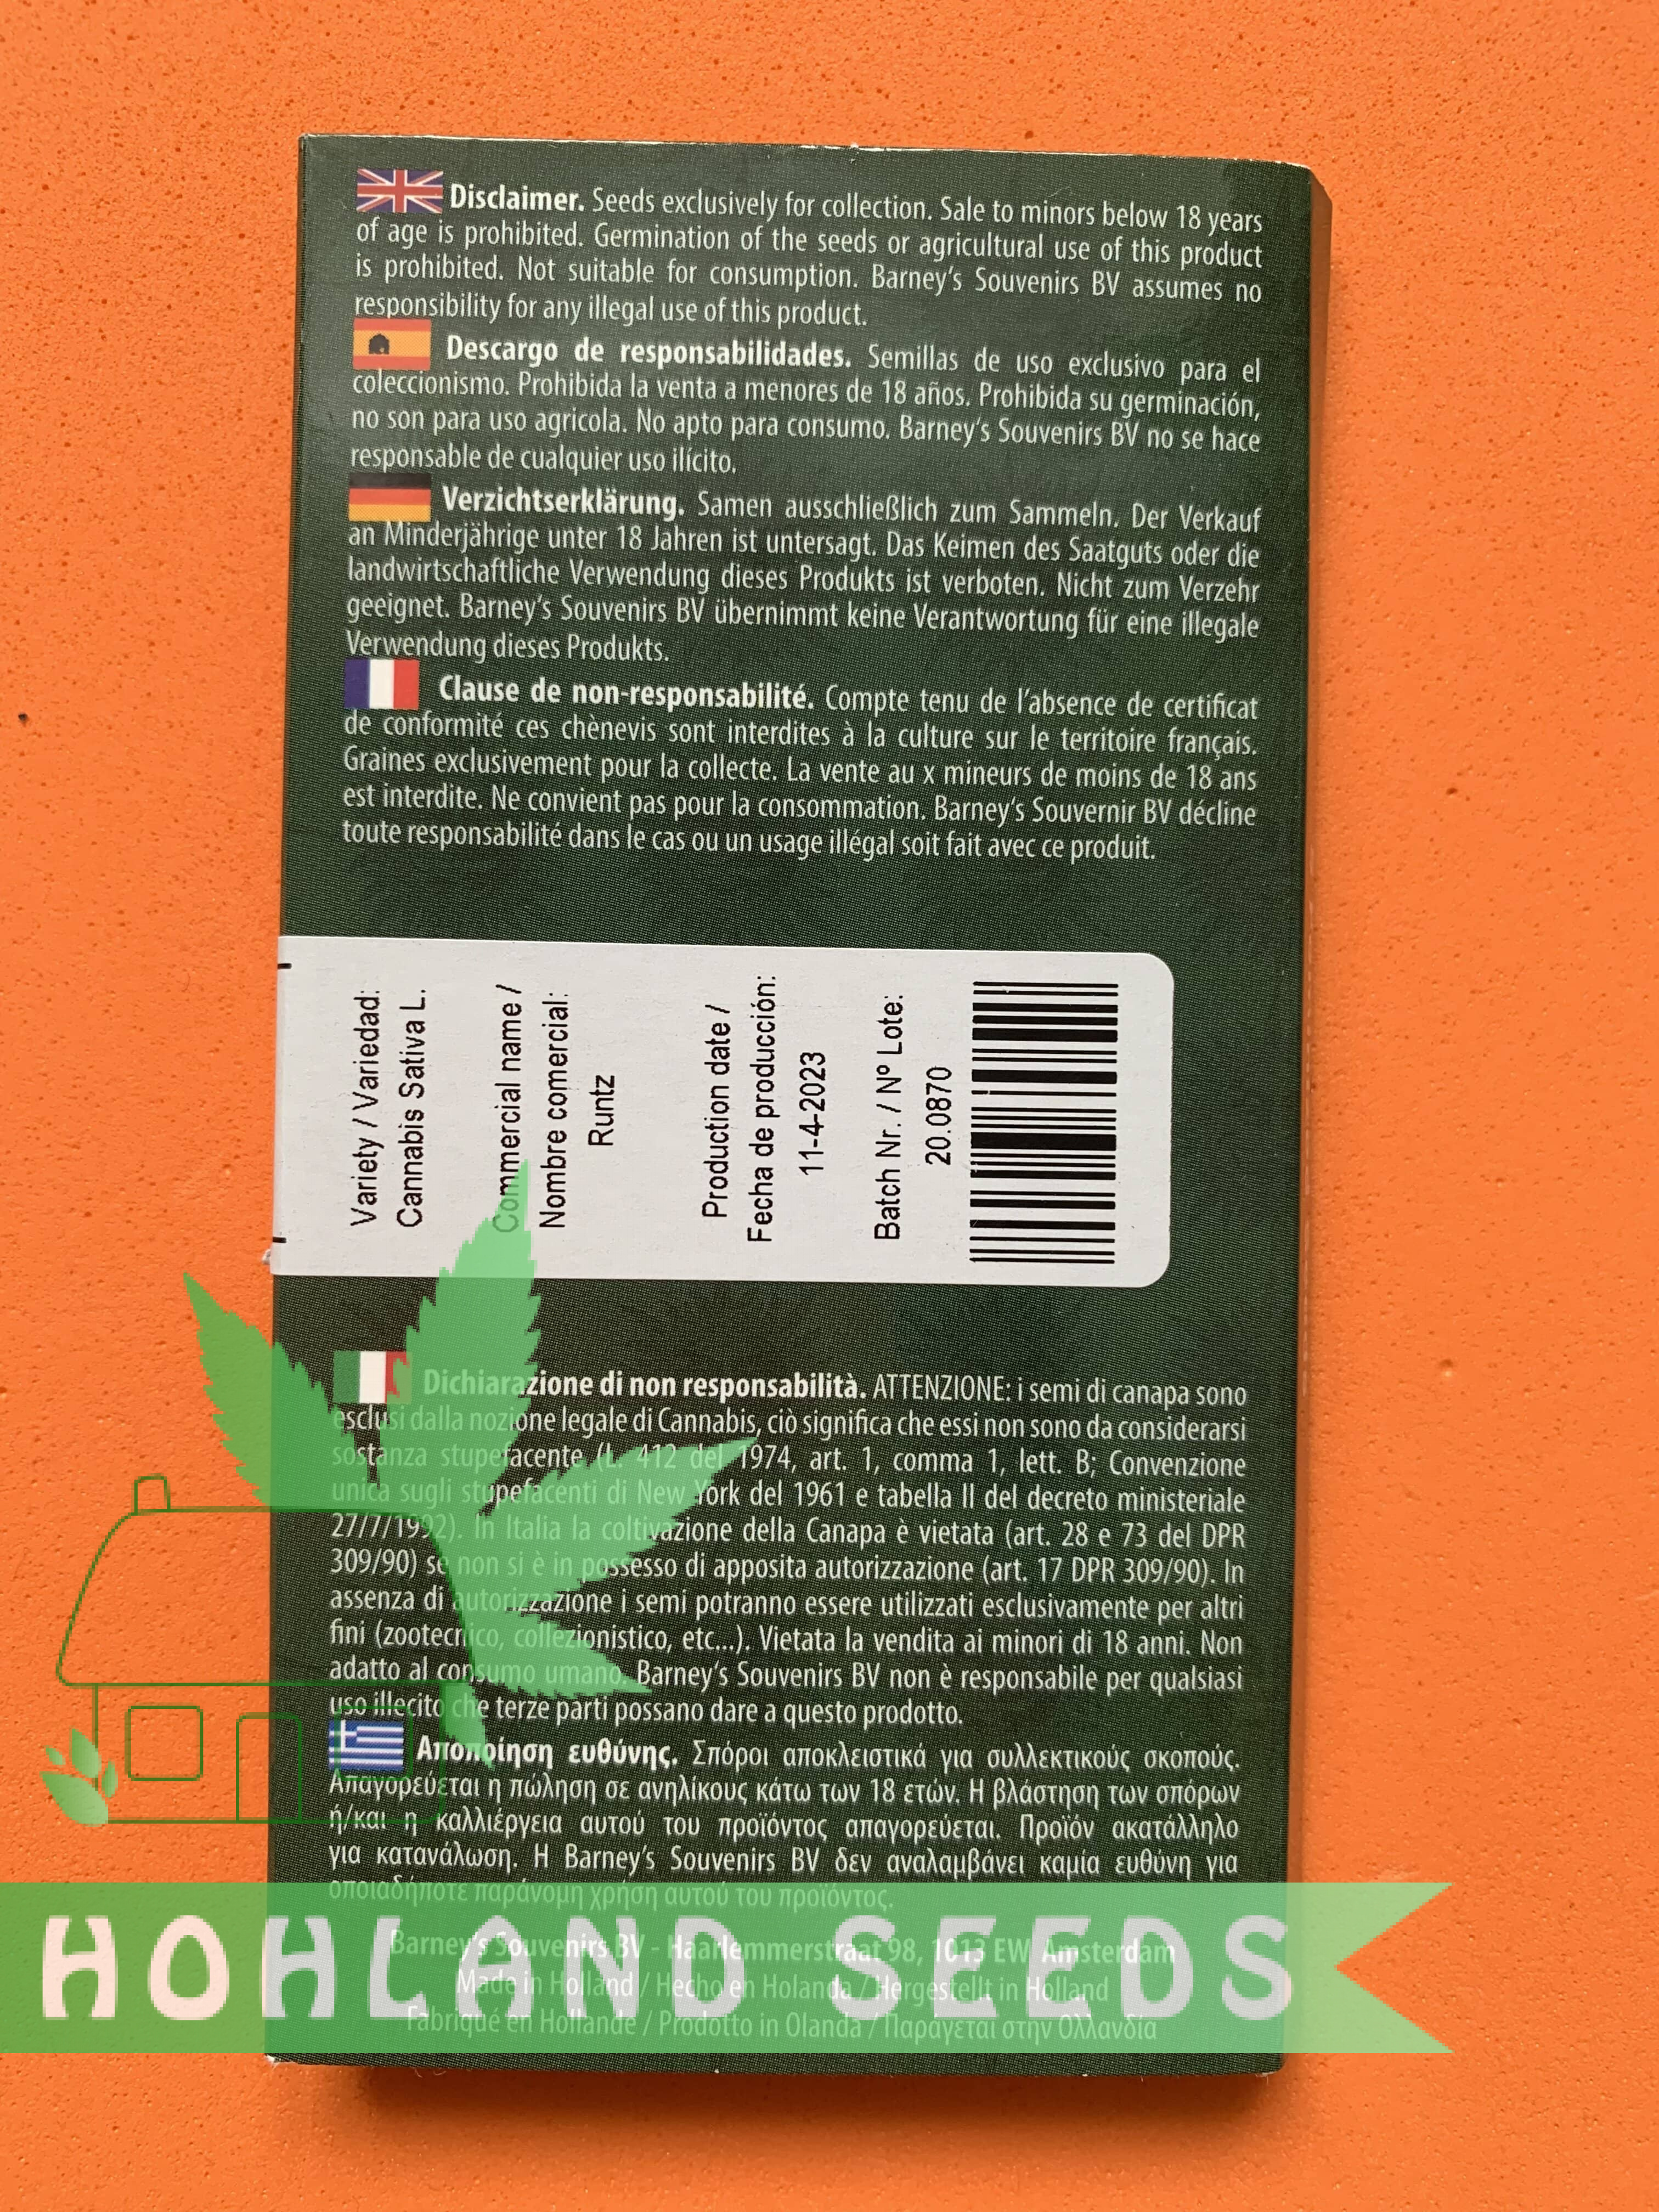 Disclaimer. Seeds exclusively for collection. Sale to minors below 18 years
of age is prohibited. Germination of the seeds or agricultural use of this product
is prohibited. Not suitable for consumption. Barney's Souvenirs BV assumes no
responsibility for any illegal use of this product.
Descargo de responsabilidades. Semillas de uso exclusivo para el
coleccionismo. Prohibida la venta a menores de 18 años. Prohibida su germinación,
no son para uso agricola. No apto para consumo. Barney's Souvenirs BV no se hace
responsable de cualquier uso ilícito.
Verzichtserklärung. Samen ausschließlich zum Sammeln. Der Verkauf
an Minderjährige unter 18 Jahren ist untersagt. Das Keimen des Saatguts oder die
landwirtschaftliche Verwendung dieses Produkts ist verboten. Nicht zum Verzehr
geeignet. Barney's Souvenirs BV übernimmt keine Verantwortung für eine illegale
Verwendung dieses Produkts.
Clause de non-responsabilité. Compte tenu de l'absence de certificat
de conformité ces chènevis sont interdites à la culture sur le territoire français.
Graines exclusivement pour la collecte. La vente au x mineurs de moins de 18 ans
est interdite. Ne convient pas pour la consommation. Barney's Souvernir BV décline
toute responsabilité dans le cas ou un usage illégal soit fait avec ce produit.
Variety / Variedad:
Cannabis Sativa L.
Commercial name /
Nombre comercial:
Runtz
Production date /
Fecha de producción:
11-4-2023
Batch Nr. / Nº Lote:
20.0870
Dichiarazione di non responsabilità. ATTENZIONE: i semi di canapa sono
esclusi dalla nozione legale di Cannabis, ciò significa che essi non sono da considerarsi
sostanza stupefacente (L. 412 del 1974, art. 1, comma 1, lett. B; Convenzione
unica sugli stupefacenti di New York del 1961 e tabella II del decreto ministeriale
27/7/1992). In Italia la coltivazione della Canapa è vietata (art. 28 e 73 del DPR
309/90) se non si è in possesso di apposita autorizzazione (art. 17 DPR 309/90). In
assenza di autorizzazione i semi potranno essere utilizzati esclusivamente per altri
fini (zootecnico, collezionistico, etc...). Vietata la vendita ai minori di 18 anni. Non
adatto al consumo umano. Barney's Souvenirs BV non è responsabile per qualsiasi
uso illecito che terze parti possano dare a questo prodotto.
Αποποίηση ευθύνης. Σπόροι αποκλειστικά για συλλεκτικούς σκοπούς.
Απαγορεύεται η πώληση σε ανηλίκους κάτω των 18 ετών. Η βλάστηση των σπόρων
ή/και η καλλιέργεια αυτού του προϊόντος απαγορεύεται. Προϊόν ακατάλληλο
για κατανάλωση. Η Barney's Souvenirs BV δεν αναλαμβάνει καμία ευθύνη για
οποιαδήποτε παράνομη χρήση αυτού του προϊόντος.
Barney's Souvenirs BV - Haarlemmerstraat 98, 1013 EW Amsterdam
Made in Holland / Hecho en Holanda / Hergestellt in Holland
Fabriqué en Hollande / Prodotto in Olanda / Παράγεται στην Ολλανδία
HOHLAND SEEDS